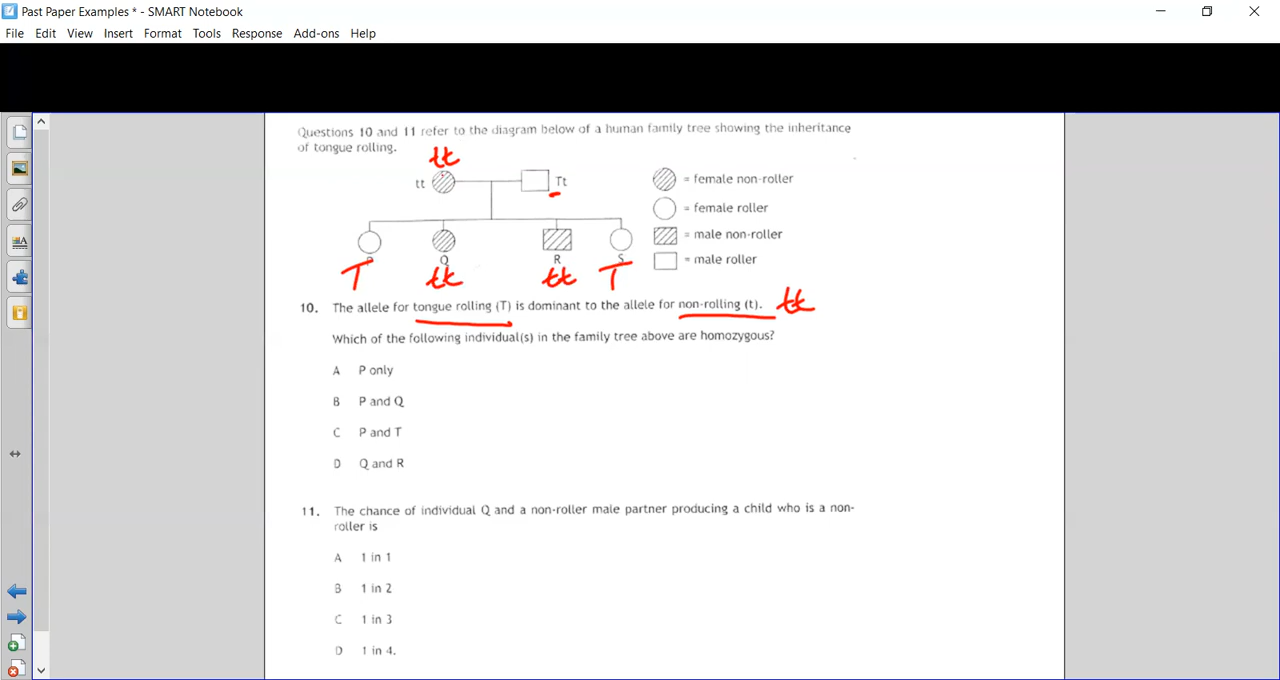 Past Paper Examples * - SMART Notebook
File Edit View Insert Format Tools Response Add-ons Help
Questions 10 and 11 refer to the diagram below of a human family tree showing the inheritance
of tongue rolling.
tt
tt
Tt
= female non-roller
= female roller
= male non-roller
= male roller
Q R S
T tt tt T
10. The allele for tongue rolling (T) is dominant to the allele for non-rolling (t). tt
Which of the following individual(s) in the family tree above are homozygous?
A P only
B P and Q
C P and T
D Q and R
11. The chance of individual Q and a non-roller male partner producing a child who is a non-
roller is
A 1 in 1
B 1 in 2
C 1 in 3
D 1 in 4.